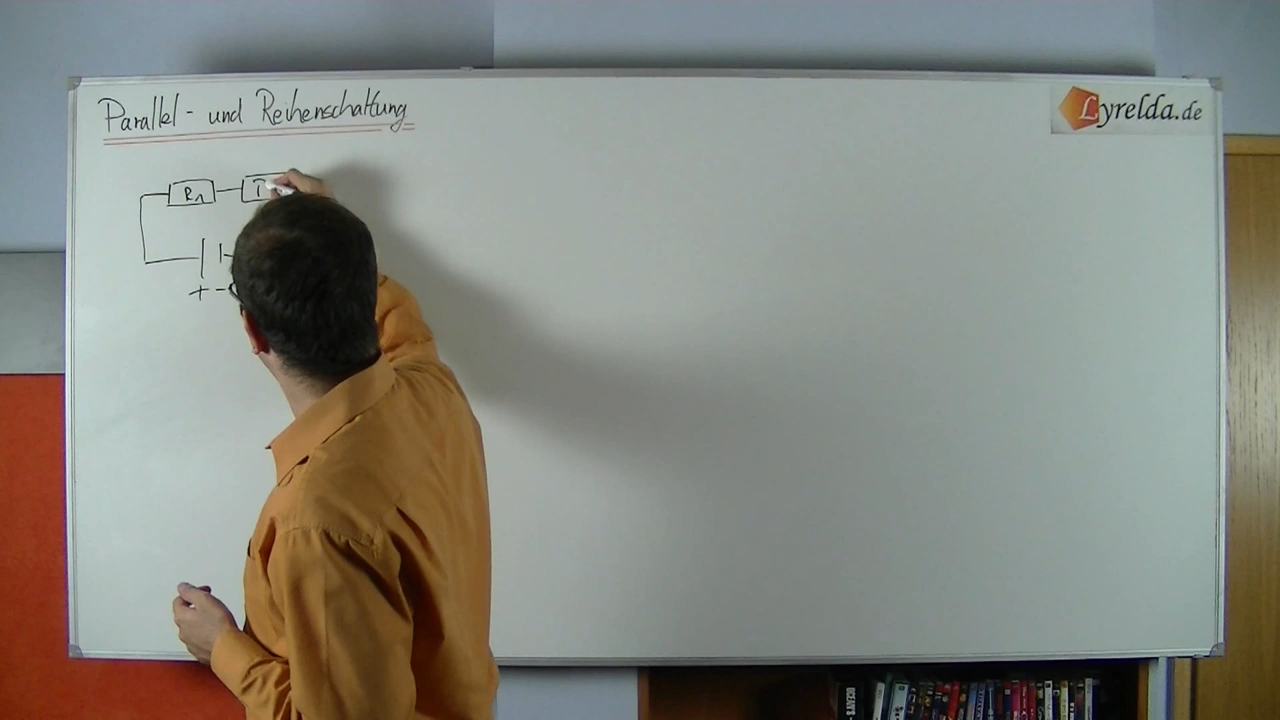 Parallel- und Reihenschaltung
Lyrelda.de
R1
+ -